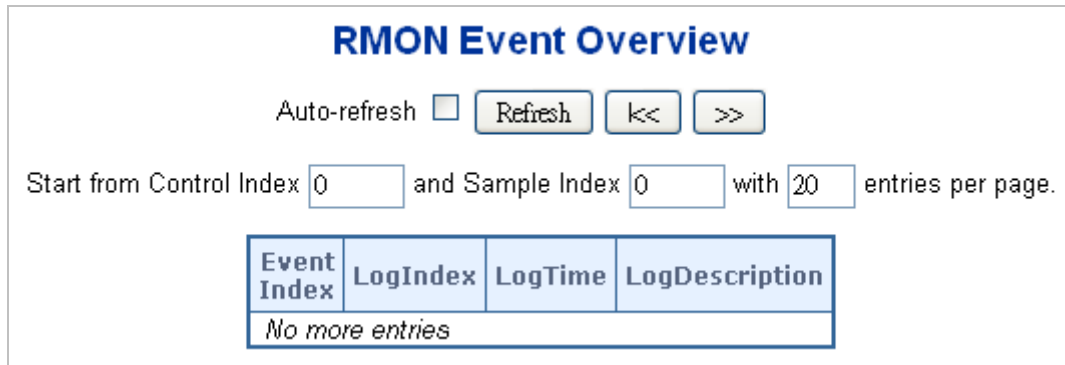 RMON Event Overview
Auto-refresh Refresh |<< >>
Start from Control Index 0 and Sample Index 0 with 20 entries per page.
Event Index LogIndex LogTime LogDescription
No more entries